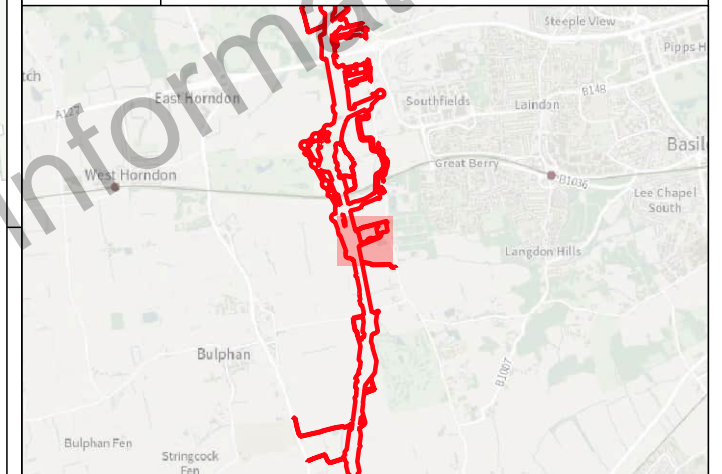 Steeple View
Pipps H
tch
B148
East Horndon
Southfields
Laindon
A127
Informat
Basil
Great Berry
West Horndon
B1036
Lee Chapel
South
Langdon Hills
Bulphan
B1007
Bulphan Fen
Stringcock
Fen